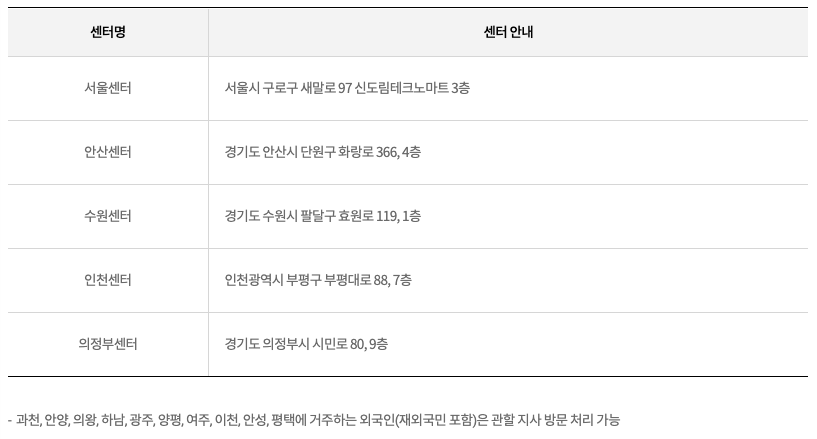 센터명 센터 안내
서울센터 서울시 구로구 새말로 97 신도림테크노마트 3층
안산센터 경기도 안산시 단원구 화랑로 366, 4층
수원센터 경기도 수원시 팔달구 효원로 119, 1층
인천센터 인천광역시 부평구 부평대로 88, 7층
의정부센터 경기도 의정부시 시민로 80, 9층
- 과천, 안양, 의왕, 하남, 광주, 양평, 여주, 이천, 안성, 평택에 거주하는 외국인(재외국민 포함)은 관할 지사 방문 처리 가능